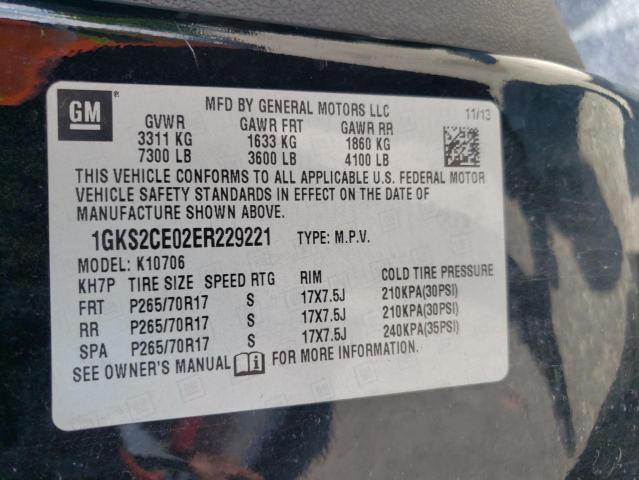 GM®
MFD BY GENERAL MOTORS LLC
11/13
GVWR GAWR FRT GAWR RR
3311 KG 1633 KG 1860 KG
7300 LB 3600 LB 4100 LB
THIS VEHICLE CONFORMS TO ALL APPLICABLE U.S. FEDERAL MOTOR
VEHICLE SAFETY STANDARDS IN EFFECT ON THE DATE OF
MANUFACTURE SHOWN ABOVE.
1GKS2CE02ER229221 TYPE: M.P.V.
MODEL: K10706
KH7P TIRE SIZE SPEED RTG RIM COLD TIRE PRESSURE
FRT P265/70R17 S 17X7.5J 210KPA(30PSI)
RR P265/70R17 S 17X7.5J 210KPA(30PSI)
SPA P265/70R17 S 17X7.5J 240KPA(35PSI)
SEE OWNER'S MANUAL FOR MORE INFORMATION.